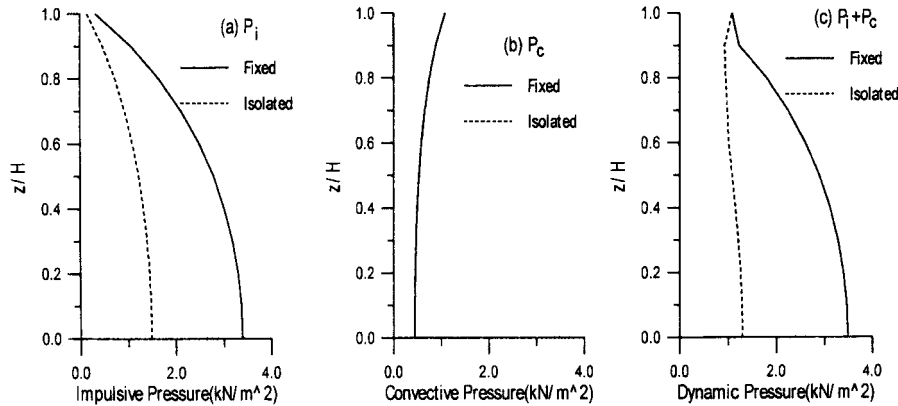 (a) P_i
Fixed
Isolated
z / H
1.0
0.8
0.6
0.4
0.2
0.0
0.0
2.0
4.0
Impulsive Pressure(kN/ m^2)
(b) P_c
Fixed
Isolated
z / H
1.0
0.8
0.6
0.4
0.2
0.0
0.0
2.0
4.0
Convective Pressure(kN/ m^2)
(c) P_i+P_c
Fixed
Isolated
z / H
1.0
0.8
0.6
0.4
0.2
0.0
0.0
2.0
4.0
Dynamic Pressure(kN/ m^2)